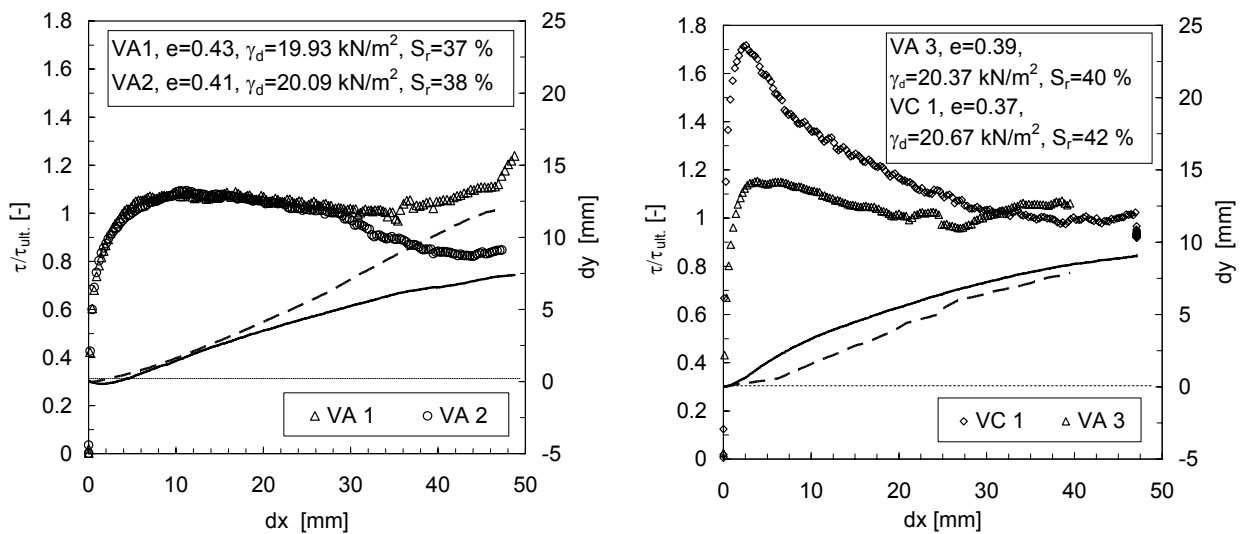 VA1, e=0.43, γd=19.93 kN/m², Sr=37 %
VA2, e=0.41, γd=20.09 kN/m², Sr=38 %
1.8
1.6
1.4
1.2
1
0.8
0.6
0.4
0.2
0
τ/τult. [-]
25
20
15
10
5
0
-5
dy [mm]
VA 1
VA 2
0
10
20
30
40
50
dx [mm]
VA 3, e=0.39,
γd=20.37 kN/m², Sr=40 %
VC 1, e=0.37,
γd=20.67 kN/m², Sr=42 %
1.8
1.6
1.4
1.2
1
0.8
0.6
0.4
0.2
0
τ/τult. [-]
25
20
15
10
5
0
-5
dy [mm]
VC 1
VA 3
0
10
20
30
40
50
dx [mm]